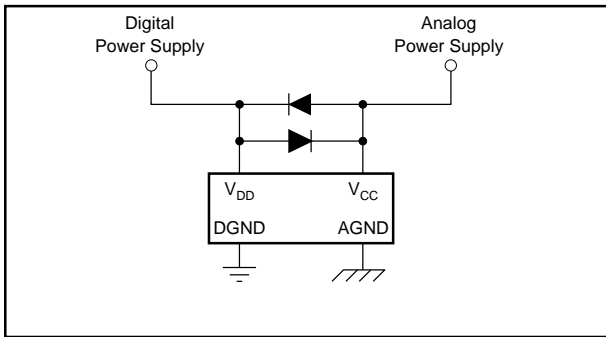 Digital
Power Supply
Analog
Power Supply
VDD
VCC
DGND
AGND